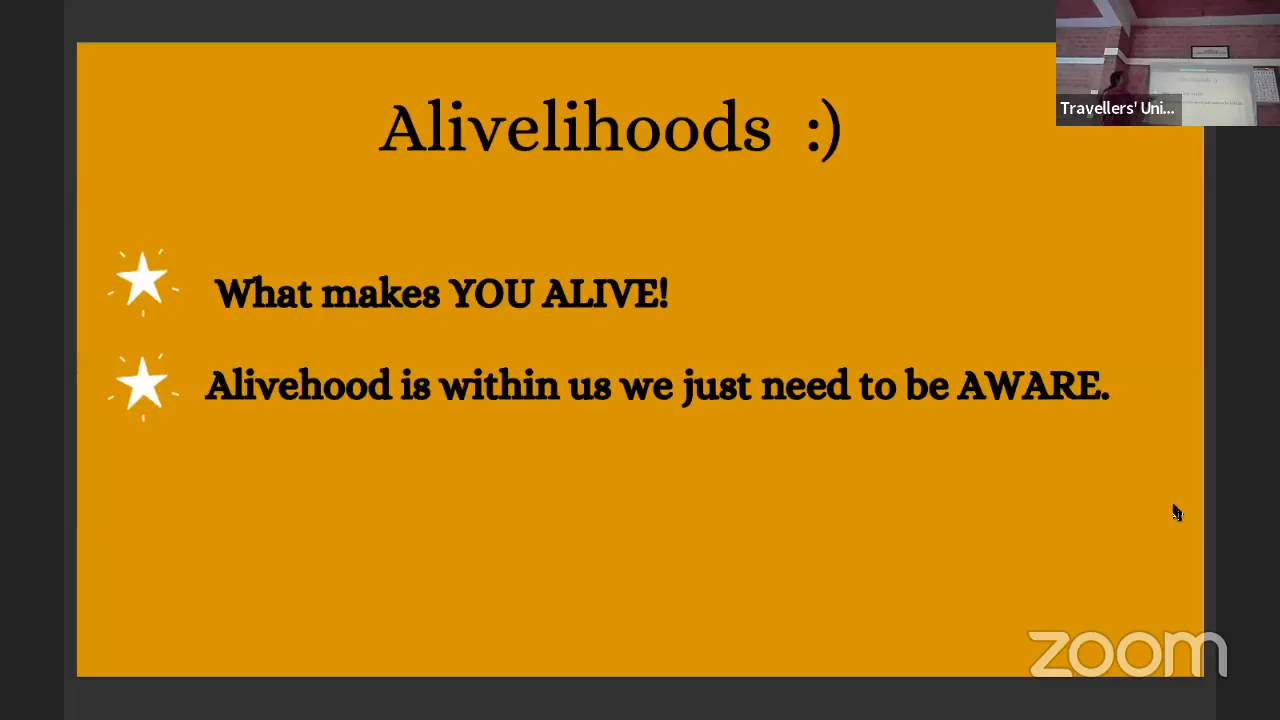 Alivelihoods :)
Travellers' Uni...
What makes YOU ALIVE!
Alivehood is within us we just need to be AWARE.
zoom